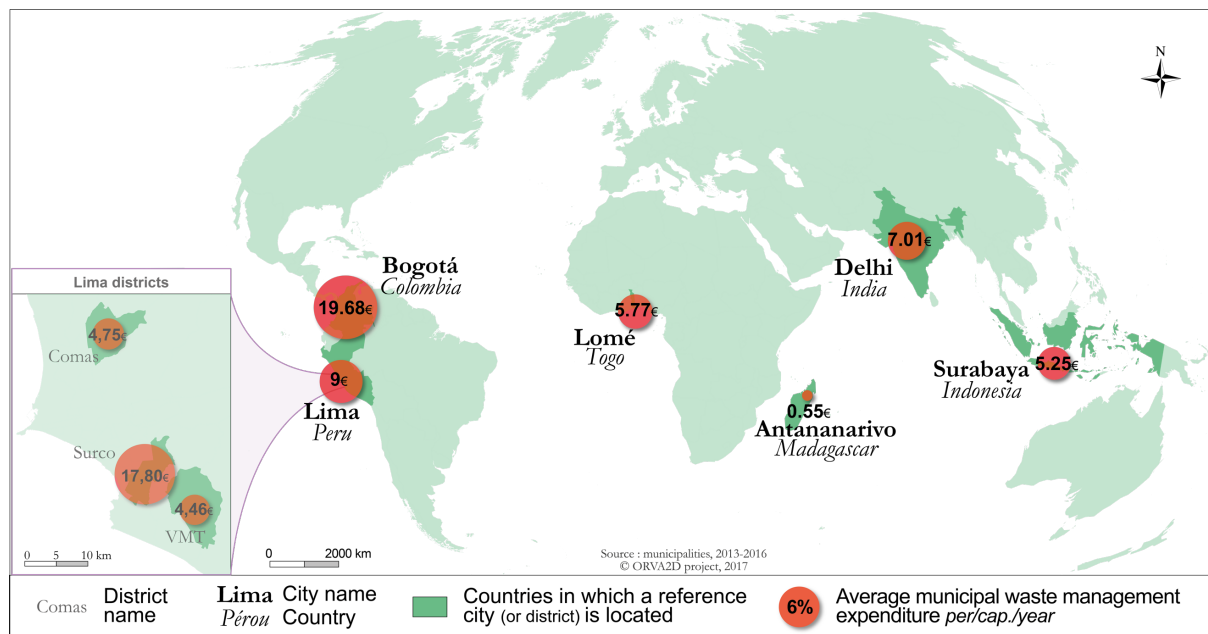 N
Lima districts
4,75€
Comas
Surco
17,80€
4,46€
VMT
0 5 10 km
Bogotá
Colombia
19.68€
9€
Lima
Peru
5.77€
Lomé
Togo
7.01€
Delhi
India
0.55€
Antananarivo
Madagascar
5.25€
Surabaya
Indonesia
0 2000 km
Source : municipalities, 2013-2016
© ORVA2D project, 2017
Comas
District
name
Lima
Pérou
City name
Country
Countries in which a reference
city (or district) is located
6%
Average municipal waste management
expenditure per/cap./year